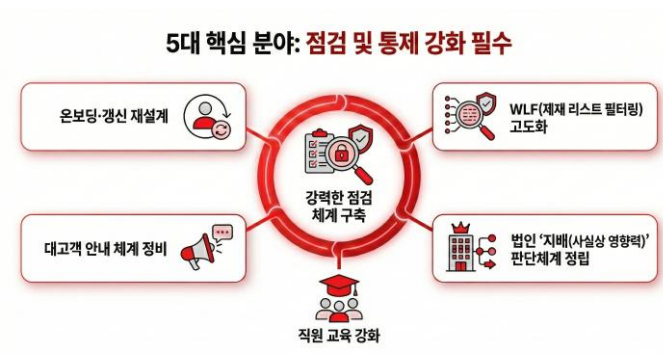 5대 핵심 분야: 점검 및 통제 강화 필수
온보딩·갱신 재설계
WLF(제재 리스트 필터링)
고도화
강력한 점검
체계 구축
대고객 안내 체계 정비
법인 ‘지배(사실상 영향력)’
판단체계 정립
직원 교육 강화